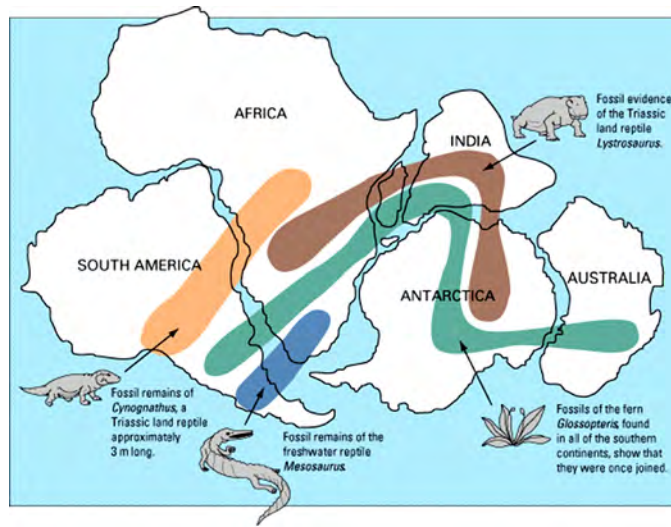 AFRICA
INDIA
Fossil evidence
of the Triassic
land reptile
Lystrosaurus.
SOUTH AMERICA
ANTARCTICA
AUSTRALIA
Fossil remains of
Cynognathus, a
Triassic land reptile
approximately
3 m long.
Fossil remains of the
freshwater reptile
Mesosaurus.
Fossils of the fern
Glossopteris, found
in all of the southern
continents, show that
they were once joined.